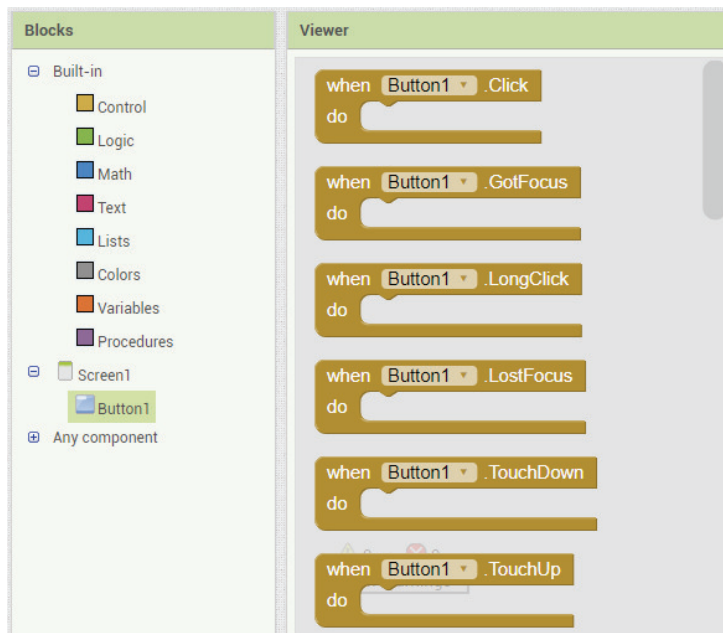 Blocks
Built-in
Control
Logic
Math
Text
Lists
Colors
Variables
Procedures
Screen1
Button1
Any component
Viewer
when Button1 .Click
do
when Button1 .GotFocus
do
when Button1 .LongClick
do
when Button1 .LostFocus
do
when Button1 .TouchDown
do
when Button1 .TouchUp
do